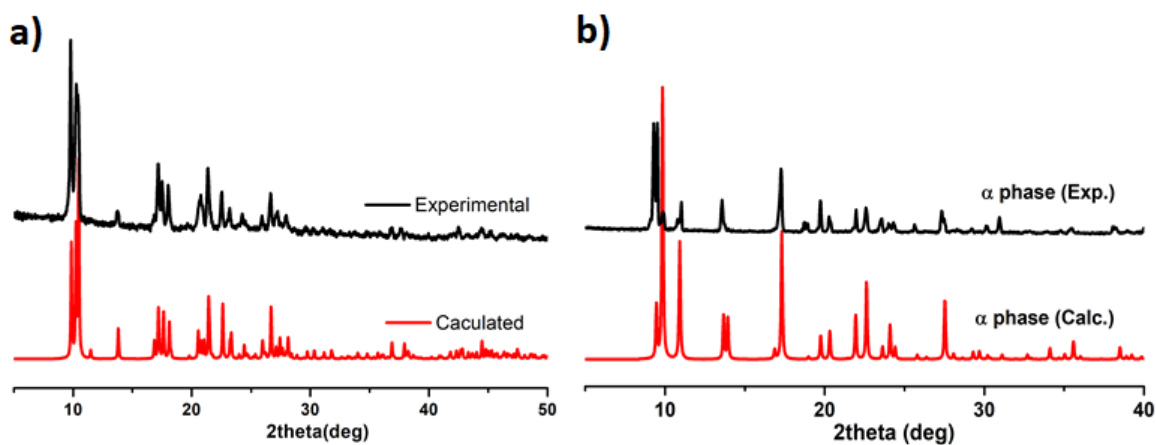 a)
Experimental
Caculated
10 20 30 40 50
2theta(deg)
b)
α phase (Exp.)
α phase (Calc.)
10 20 30 40
2theta (deg)